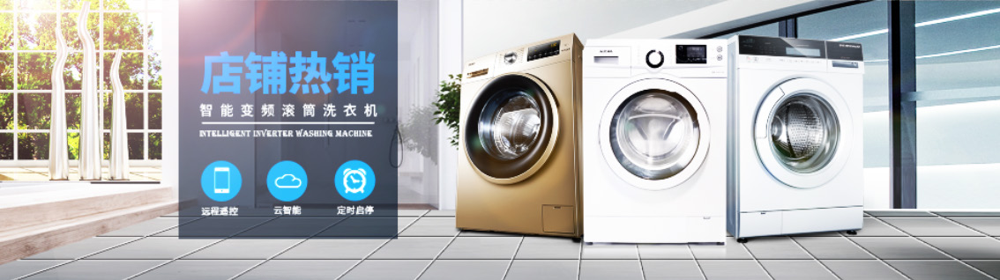 店铺热销
智能变频滚筒洗衣机
INTELLIGENT INVERTER WASHING MACHINE
远程遥控
云智能
定时启停